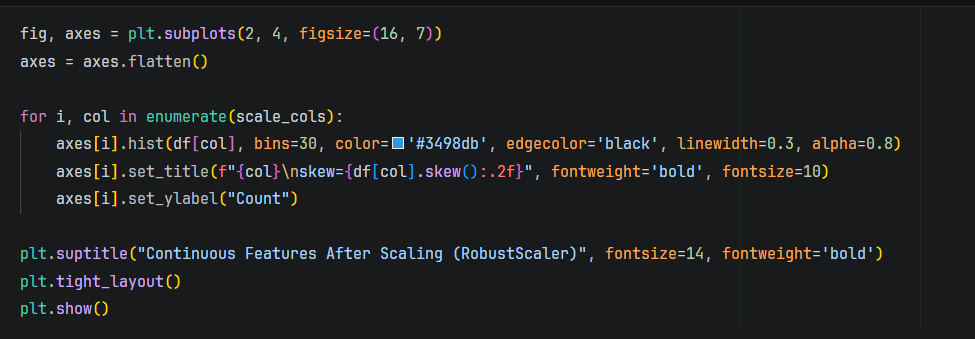 fig, axes = plt.subplots(2, 4, figsize=(16, 7))
axes = axes.flatten()

for i, col in enumerate(scale_cols):
    axes[i].hist(df[col], bins=30, color='#3498db', edgecolor='black', linewidth=0.3, alpha=0.8)
    axes[i].set_title(f"{col}\nskew={df[col].skew():.2f}", fontweight='bold', fontsize=10)
    axes[i].set_ylabel("Count")

plt.suptitle("Continuous Features After Scaling (RobustScaler)", fontsize=14, fontweight='bold')
plt.tight_layout()
plt.show()